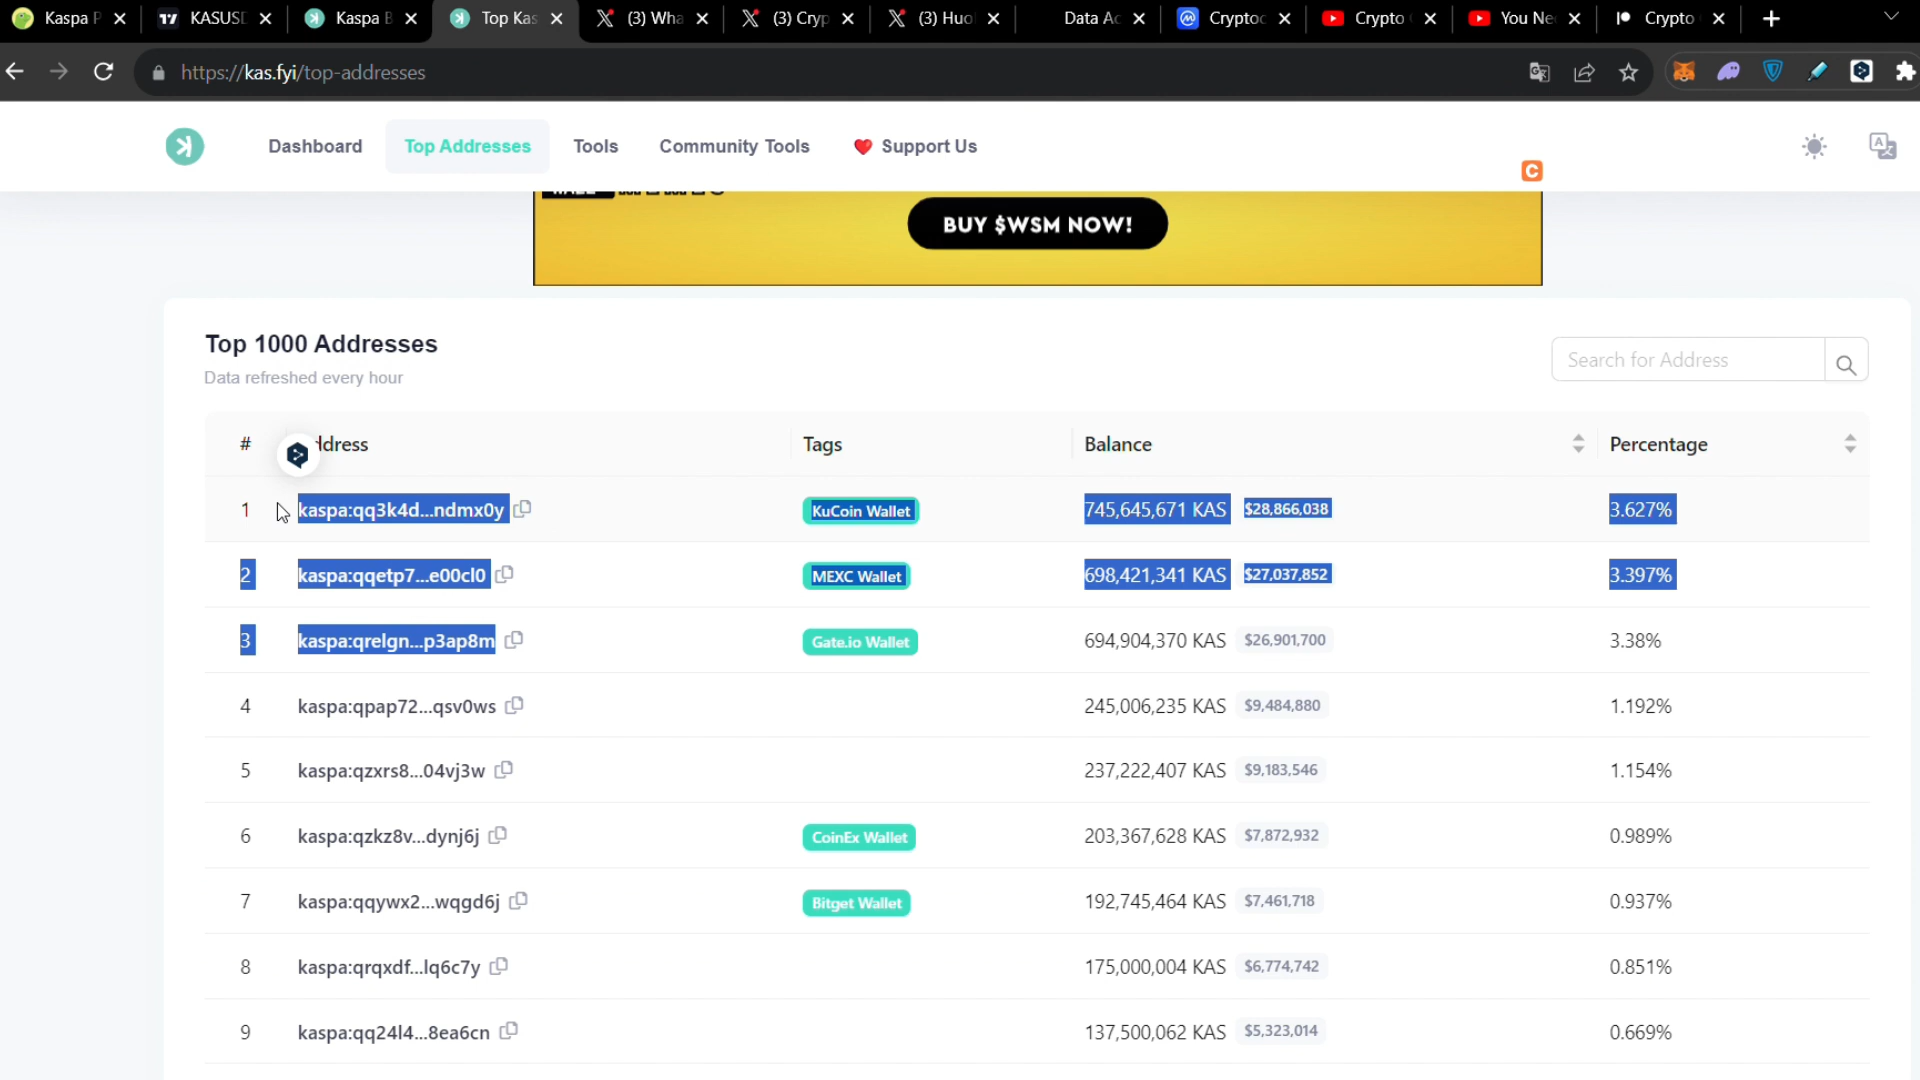 Kaspa P
KASUSD
Kaspa B
Top Kas
(3) Wha
(3) Cryp
(3) Huo
Data Ac
Cryptoc
Crypto
You Nee
Crypto
https://kas.fyi/top-addresses
Dashboard
Top Addresses
Tools
Community Tools
Support Us
C
BUY $WSM NOW!
Top 1000 Addresses
Data refreshed every hour
Search for Address
# ddress Tags Balance Percentage
1 kaspa:qq3k4d...ndmx0y KuCoin Wallet 745,645,671 KAS $28,866,038 3.627%
2 kaspa:qqetp7...e00cl0 MEXC Wallet 698,421,341 KAS $27,037,852 3.397%
3 kaspa:qrelgn...p3ap8m Gate.io Wallet 694,904,370 KAS $26,901,700 3.38%
4 kaspa:qpap72...qsv0ws 245,006,235 KAS $9,484,880 1.192%
5 kaspa:qzxrs8...04vj3w 237,222,407 KAS $9,183,546 1.154%
6 kaspa:qzkz8v...dynj6j CoinEx Wallet 203,367,628 KAS $7,872,932 0.989%
7 kaspa:qqywx2...wqgd6j Bitget Wallet 192,745,464 KAS $7,461,718 0.937%
8 kaspa:qrqxdf...lq6c7y 175,000,004 KAS $6,774,742 0.851%
9 kaspa:qq24l4...8ea6cn 137,500,062 KAS $5,323,014 0.669%